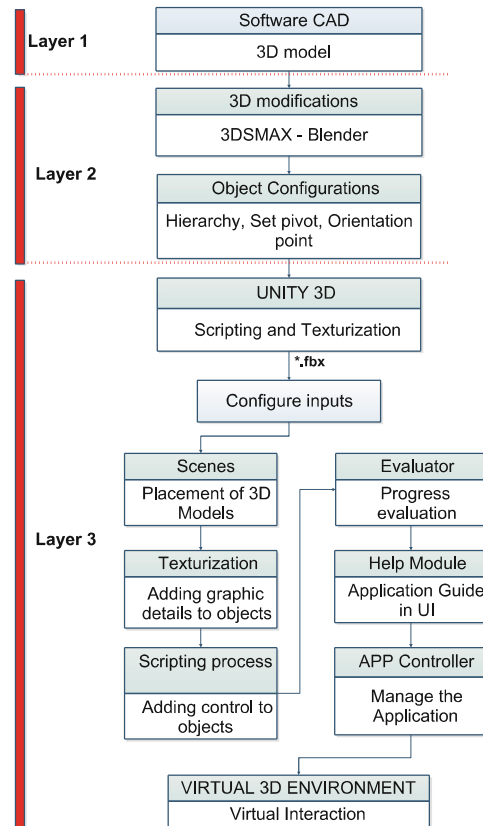 Layer 1
Software CAD
3D model
Layer 2
3D modifications
3DSMAX - Blender
Object Configurations
Hierarchy, Set pivot, Orientation
point
Layer 3
UNITY 3D
Scripting and Texturization
*.fbx
Configure inputs
Scenes
Placement of 3D
Models
Texturization
Adding graphic
details to objects
Scripting process
Adding control to
objects
Evaluator
Progress
evaluation
Help Module
Application Guide
in UI
APP Controller
Manage the
Application
VIRTUAL 3D ENVIRONMENT
Virtual Interaction